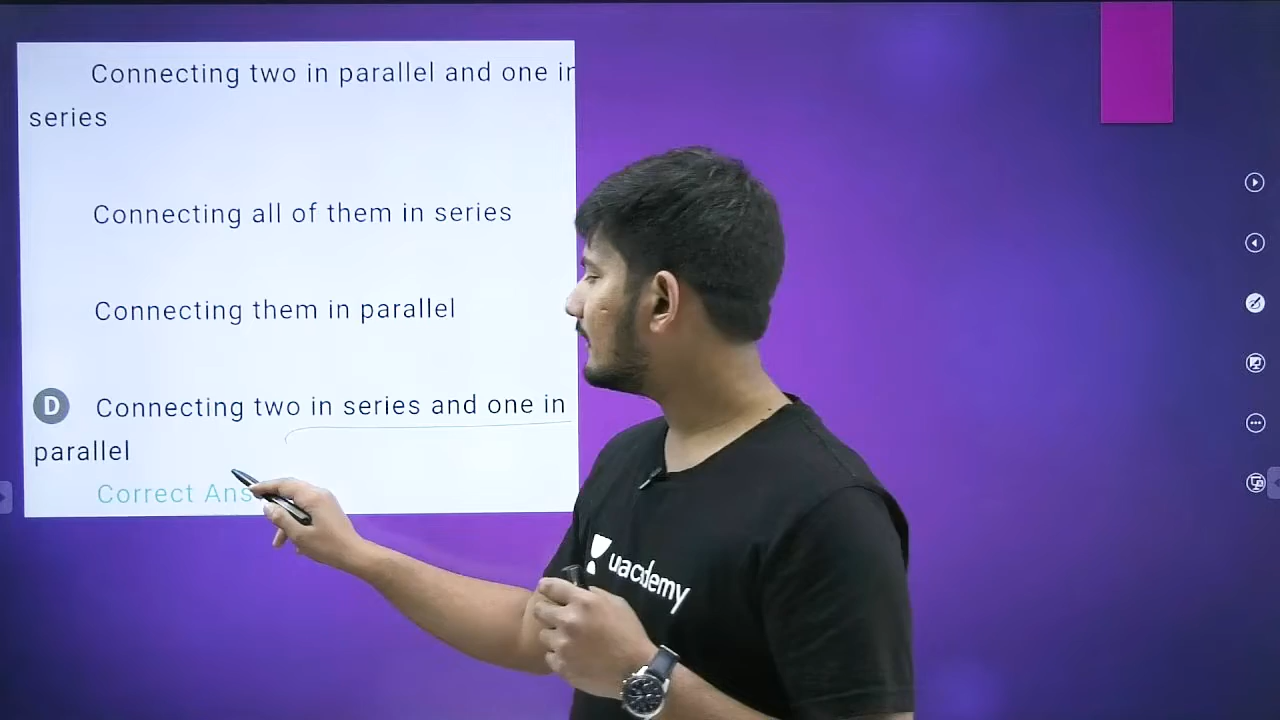 Connecting two in parallel and one in
series
Connecting all of them in series
Connecting them in parallel
D Connecting two in series and one in
parallel
Correct Ans
unacademy